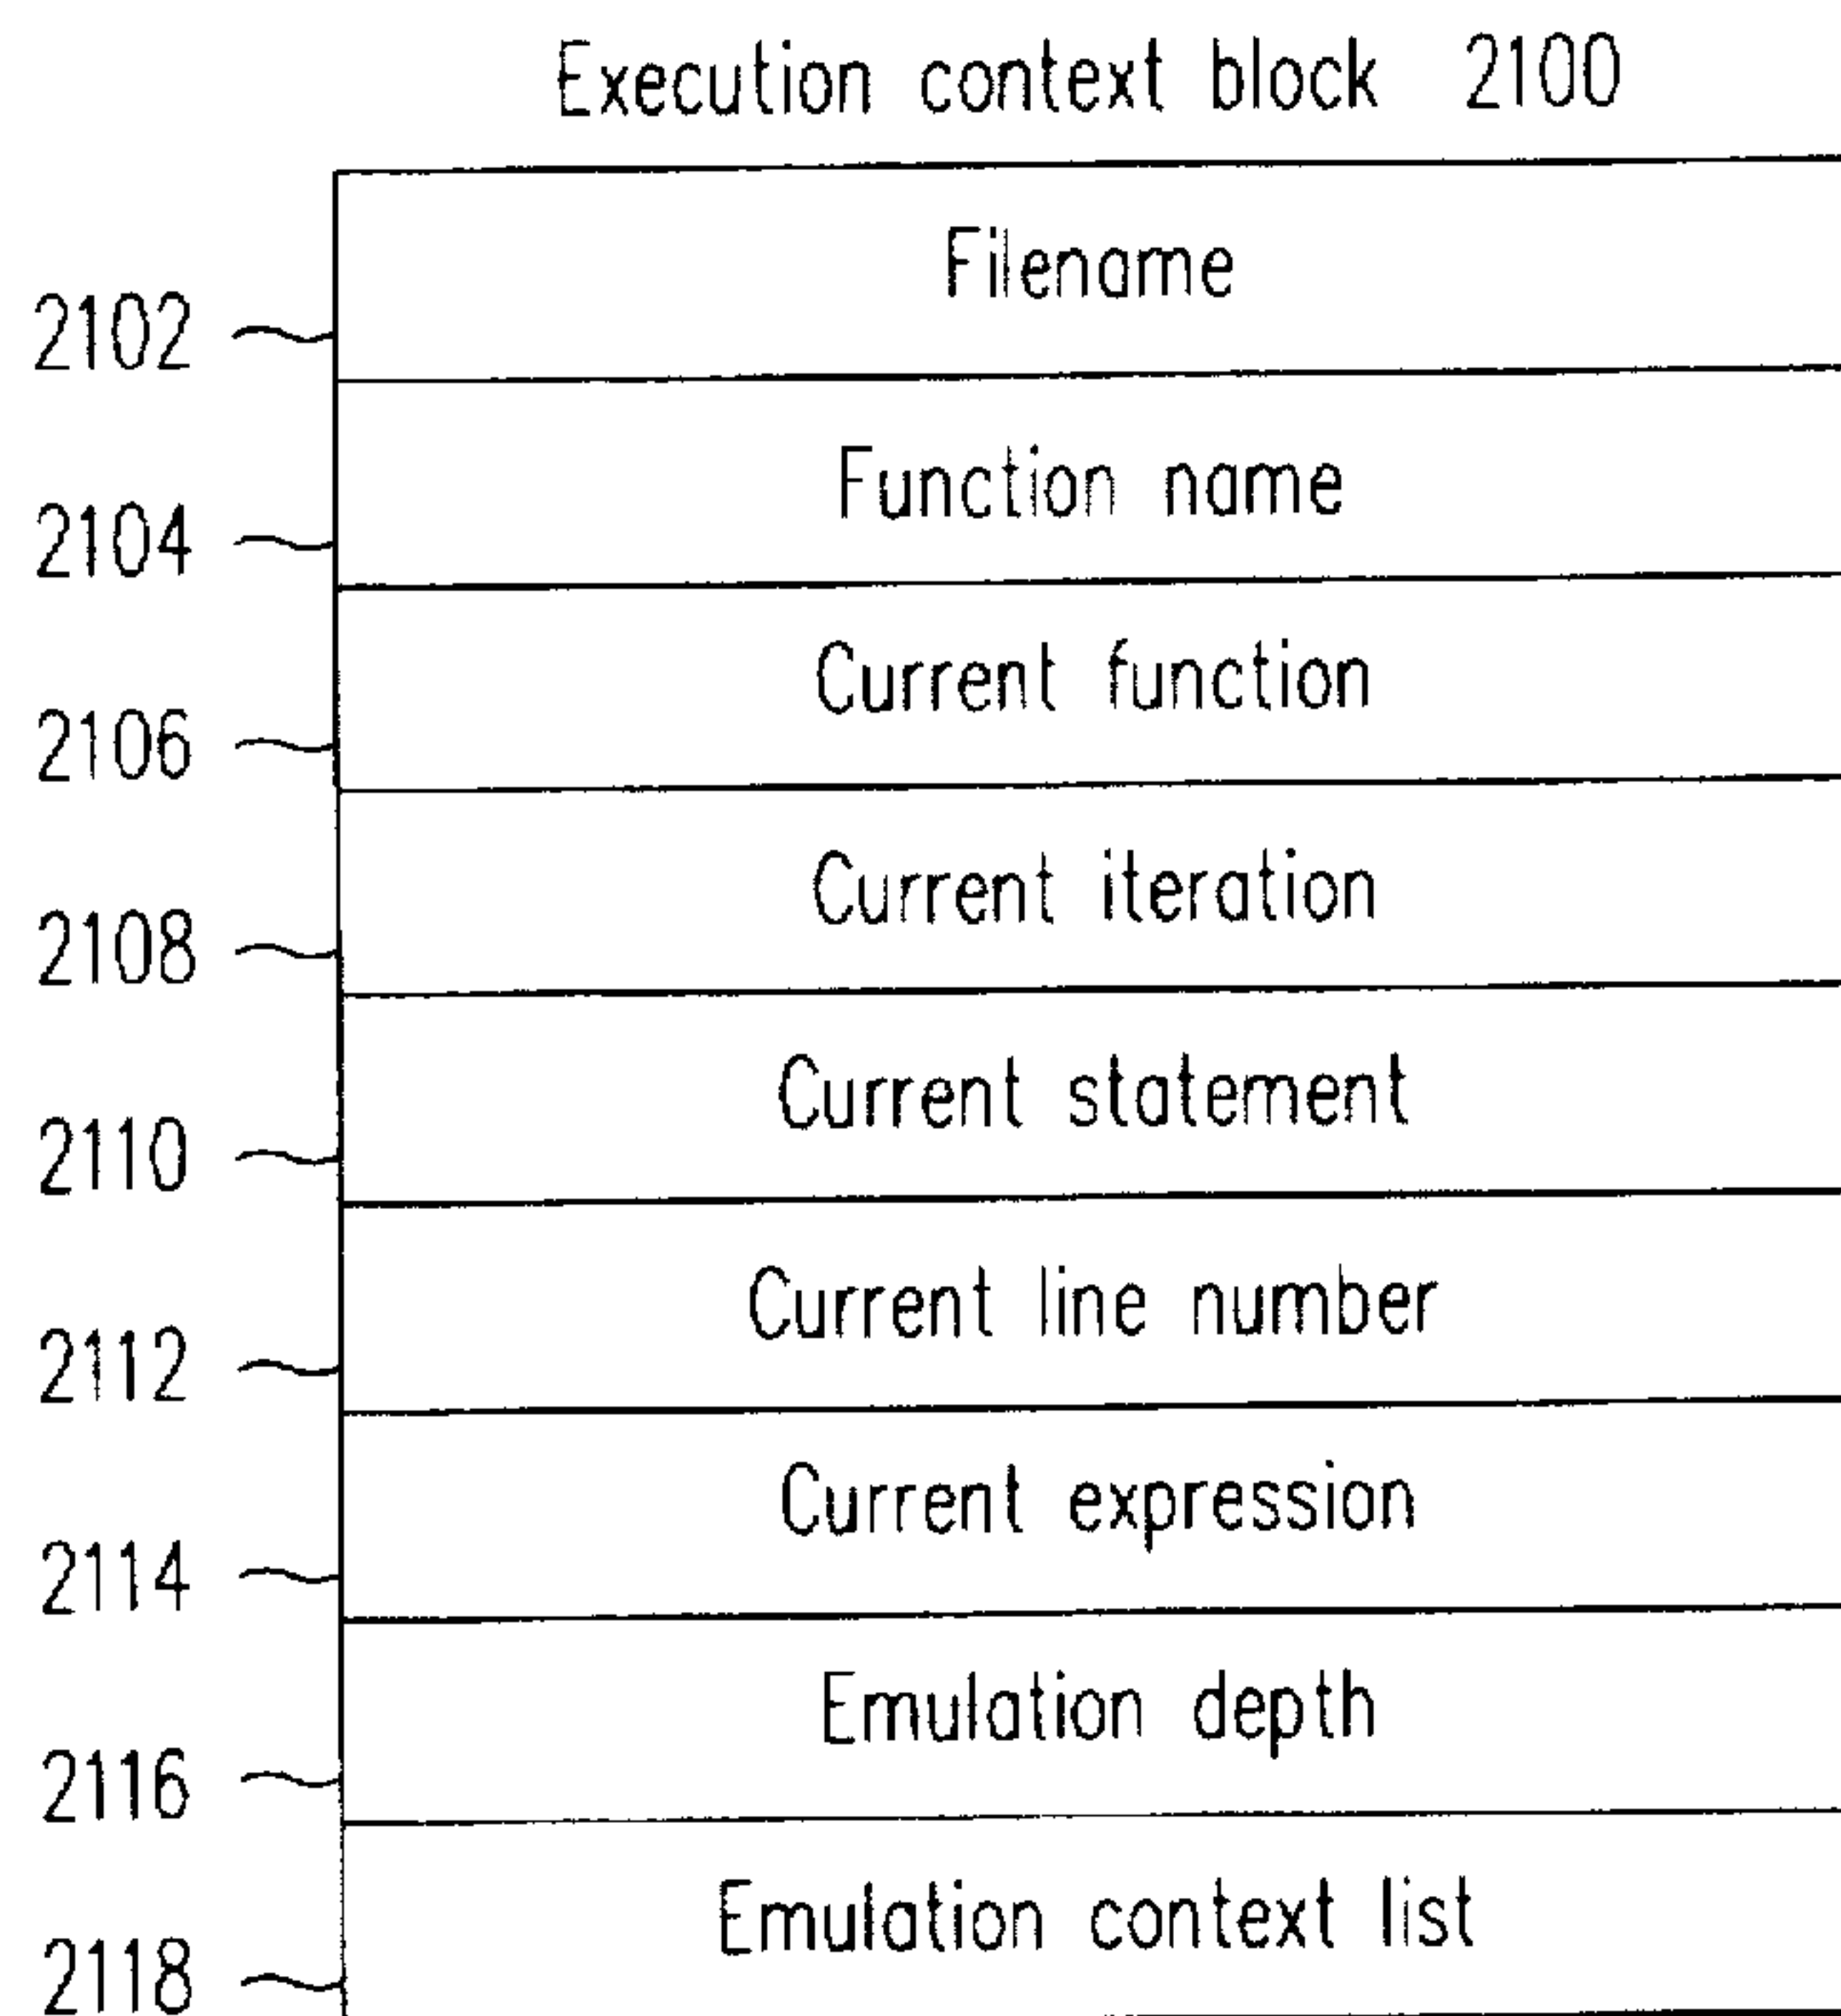 Execution context block 2100
Filename
2102
Function name
2104
Current function
2106
Current iteration
2108
Current statement
2110
Current line number
2112
Current expression
2114
Emulation depth
2116
Emulation context list
2118